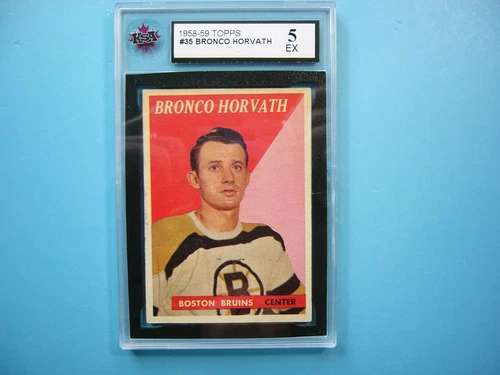 KSA
1958-59 TOPPS
#35 BRONCO HORVATH
5
EX
BRONCO HORVATH
B
BOSTON BRUINS CENTER